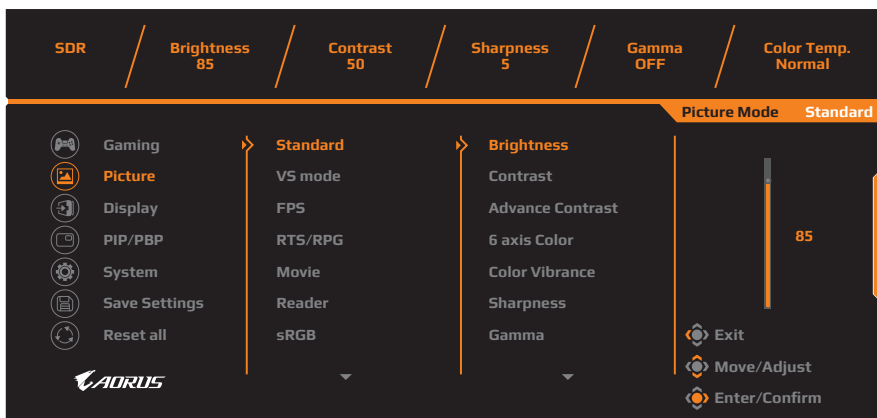 SDR
Brightness
85
Contrast
50
Sharpness
5
Gamma
OFF
Color Temp.
Normal
Picture Mode Standard
Gaming
Picture
Display
PIP/PBP
System
Save Settings
Reset all
Standard
VS mode
FPS
RTS/RPG
Movie
Reader
sRGB
Brightness
Contrast
Advance Contrast
6 axis Color
Color Vibrance
Sharpness
Gamma
85
Exit
Move/Adjust
Enter/Confirm
AORUS